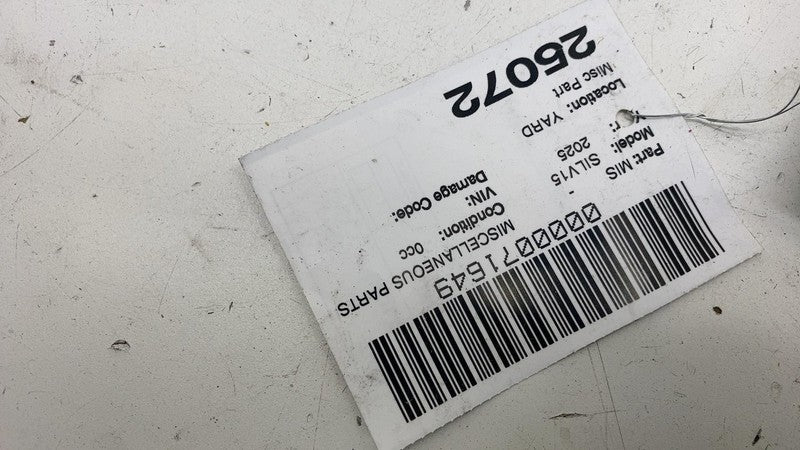 0000071649
Part: MIS - MISCELLANEOUS PARTS
Model: SILV15 Condition: 0cc
2025 VIN:
Location: YARD Damage Code:
Misc Part
25072